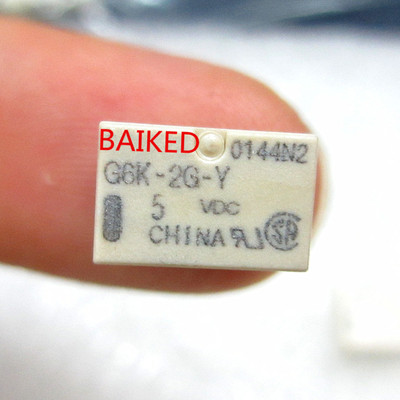 BAIKED
0144N2
G6K-2G-Y
5 VDC
CHINA